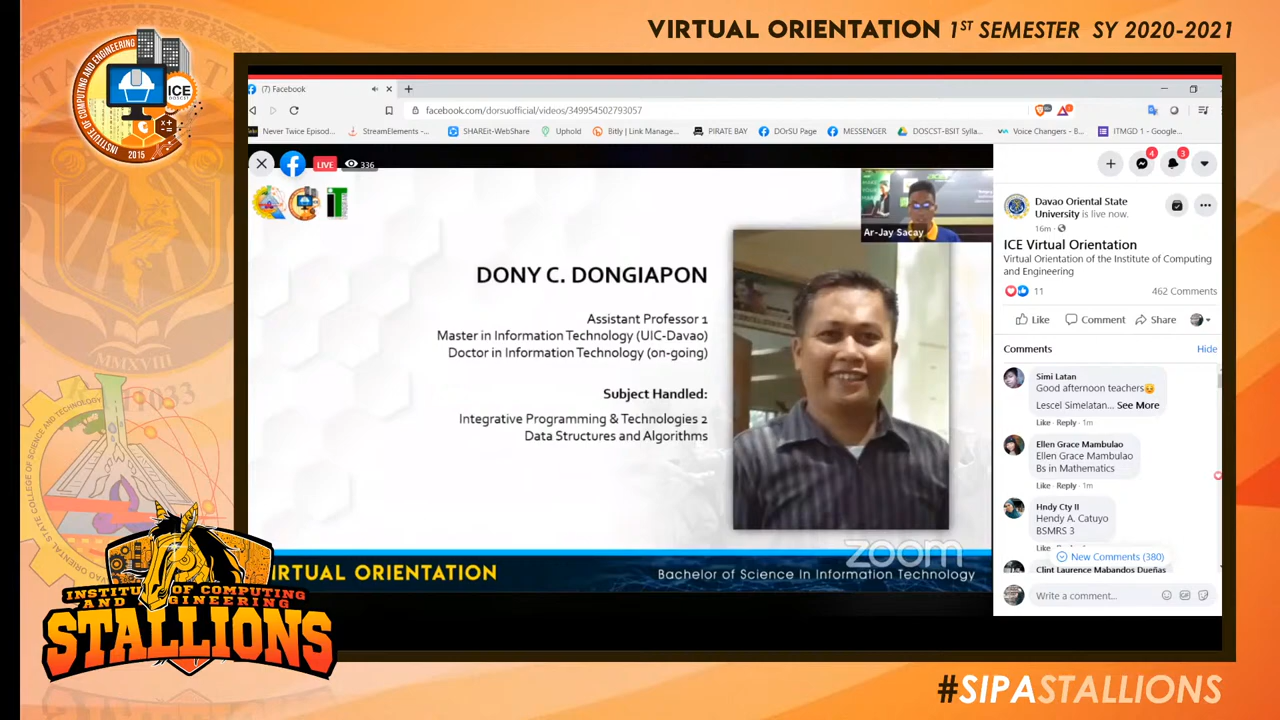 VIRTUAL ORIENTATION 1ST SEMESTER SY 2020-2021
INSTITUTE OF COMPUTING AND ENGINEERING
ICE
DOSCST
2015
(7) Facebook
facebook.com/dorsuofficial/videos/349954502793057
Never Twice Episod...
StreamElements -...
SHAREit-WebShare
Uphold
Bitly | Link Manage...
PIRATE BAY
DOrSU Page
MESSENGER
DOSCST-BSIT Sylla...
Voice Changers - B...
ITMGD 1 - Google...
LIVE
336
Ar-Jay Sacay
DONY C. DONGIAPON
Assistant Professor 1
Master in Information Technology (UIC-Davao)
Doctor in Information Technology (on-going)
Subject Handled:
Integrative Programming & Technologies 2
Data Structures and Algorithms
zoom
VIRTUAL ORIENTATION
Bachelor of Science in Information Technology
4
3
Davao Oriental State
University is live now.
16m
ICE Virtual Orientation
Virtual Orientation of the Institute of Computing
and Engineering
11
462 Comments
Like
Comment
Share
Comments
Hide
Simi Latan
Good afternoon teachers😊
Lescel Simelatan... See More
Like · Reply · 1m
Ellen Grace Mambulao
Ellen Grace Mambulao
Bs in Mathematics
Like · Reply · 1m
Hndy Cty II
Hendy A. Catuyo
BSMRS 3
Like
New Comments (380)
Clint Laurence Mabandos Dueñas
Write a comment...
MMXVIII
INSTITUTE OF COMPUTING
AND ENGINEERING
STALLIONS
#SIPASTALLIONS